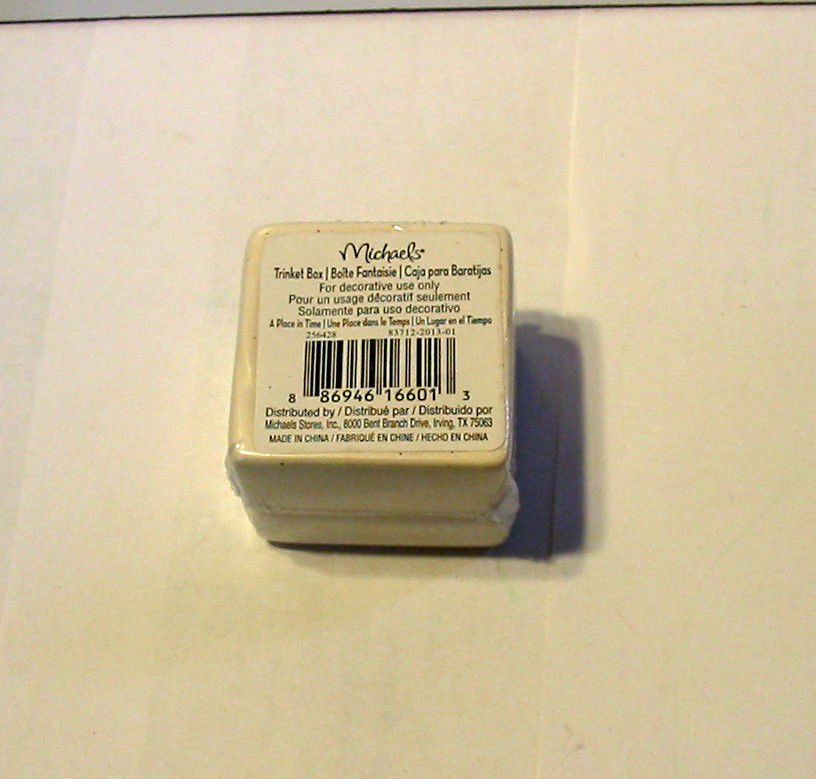 Michaels®
Trinket Box | Boîte Fantaisie | Caja para Baratijas
For decorative use only
Pour un usage décoratif seulement
Solamente para uso decorativo
A Place in Time | Une Place dans le Temps | Un Lugar en el Tiempo
256428 83712-2013-01
8 86946 16601 3
Distributed by / Distribué par / Distribuido por
Michaels Stores, Inc., 8000 Bent Branch Drive, Irving, TX 75063
MADE IN CHINA / FABRIQUÉ EN CHINE / HECHO EN CHINA